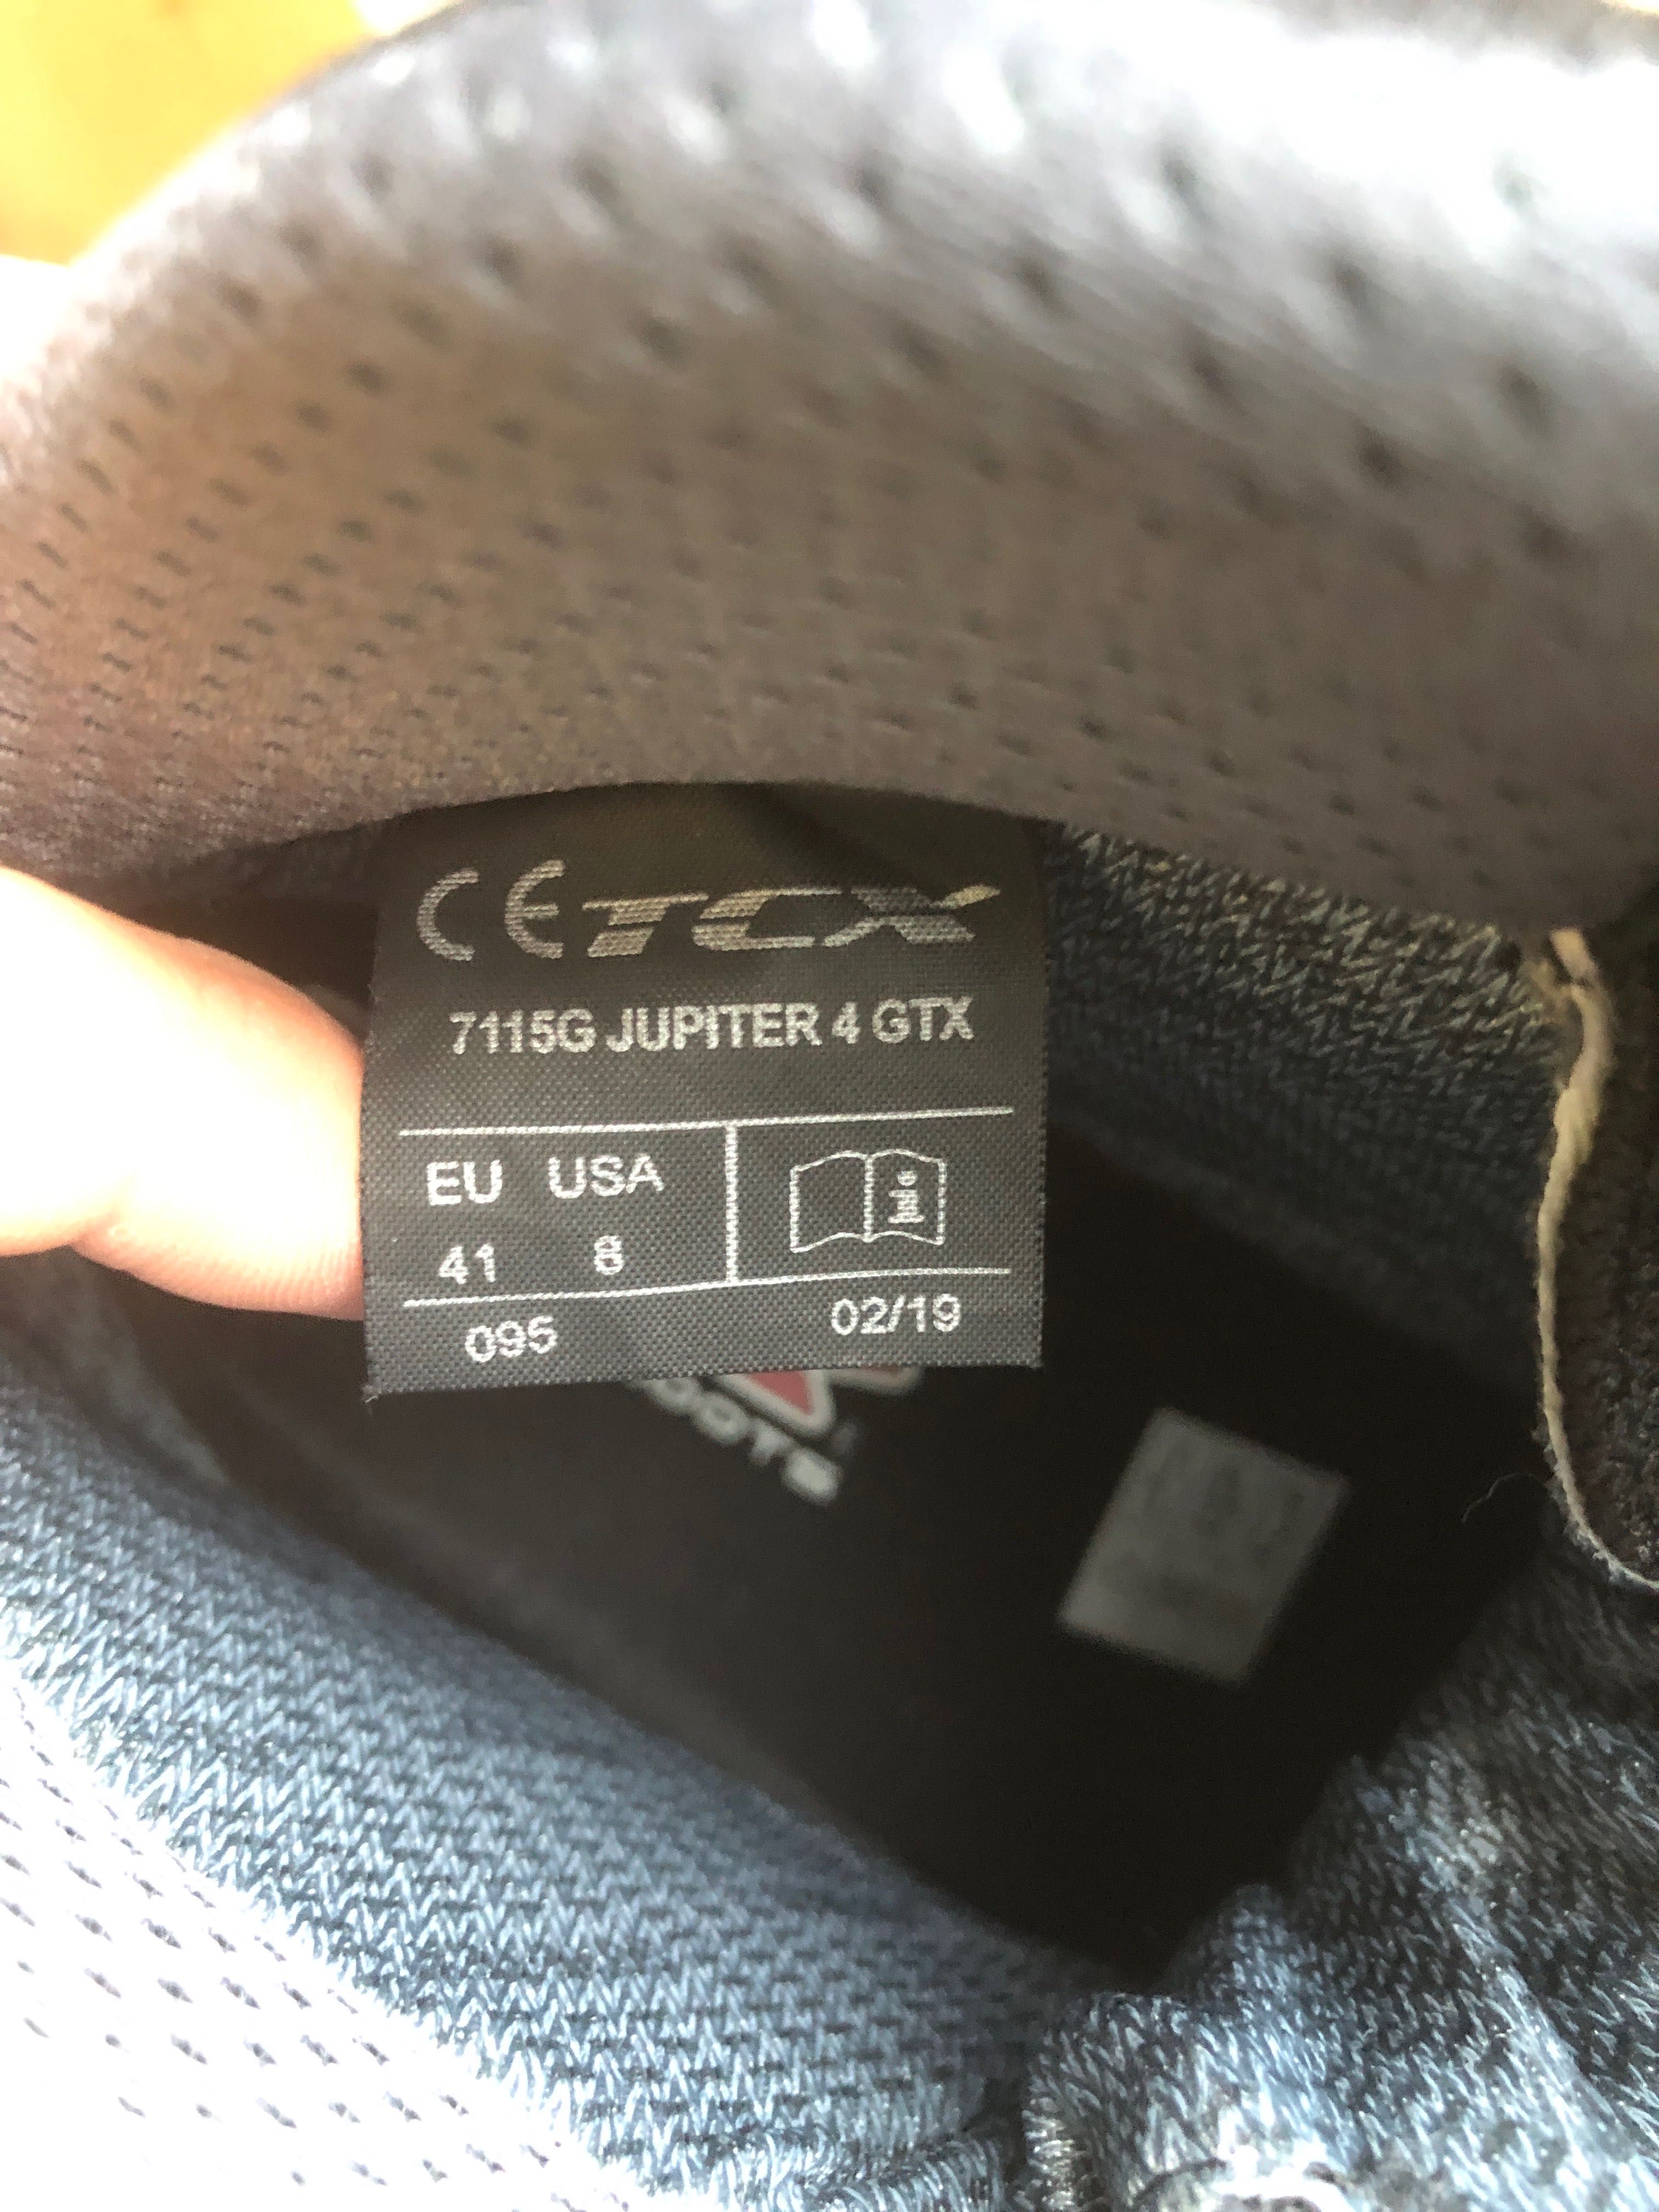 CE TCX
7115G JUPITER 4 GTX
EU USA
i
41 8
095 02/19